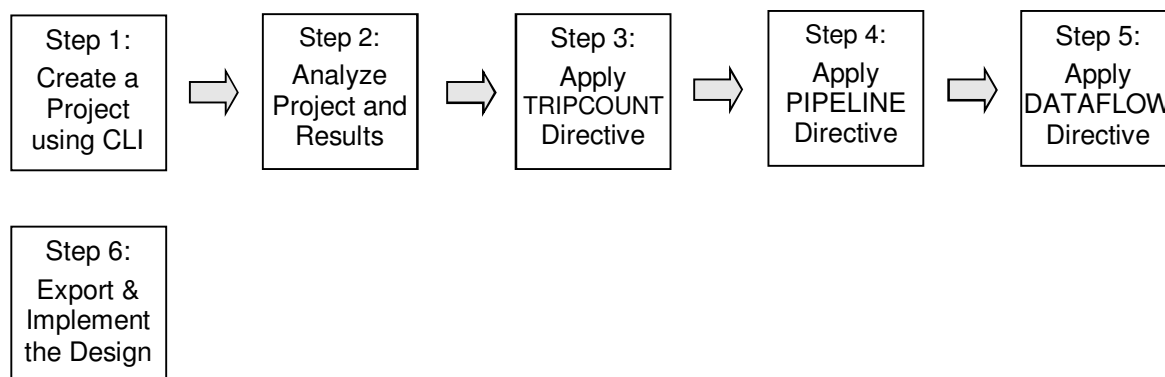 Step 1:
Create a
Project
using CLI
Step 2:
Analyze
Project and
Results
Step 3:
Apply
TRIPCOUNT
Directive
Step 4:
Apply
PIPELINE
Directive
Step 5:
Apply
DATAFLOW
Directive
Step 6:
Export &
Implement
the Design